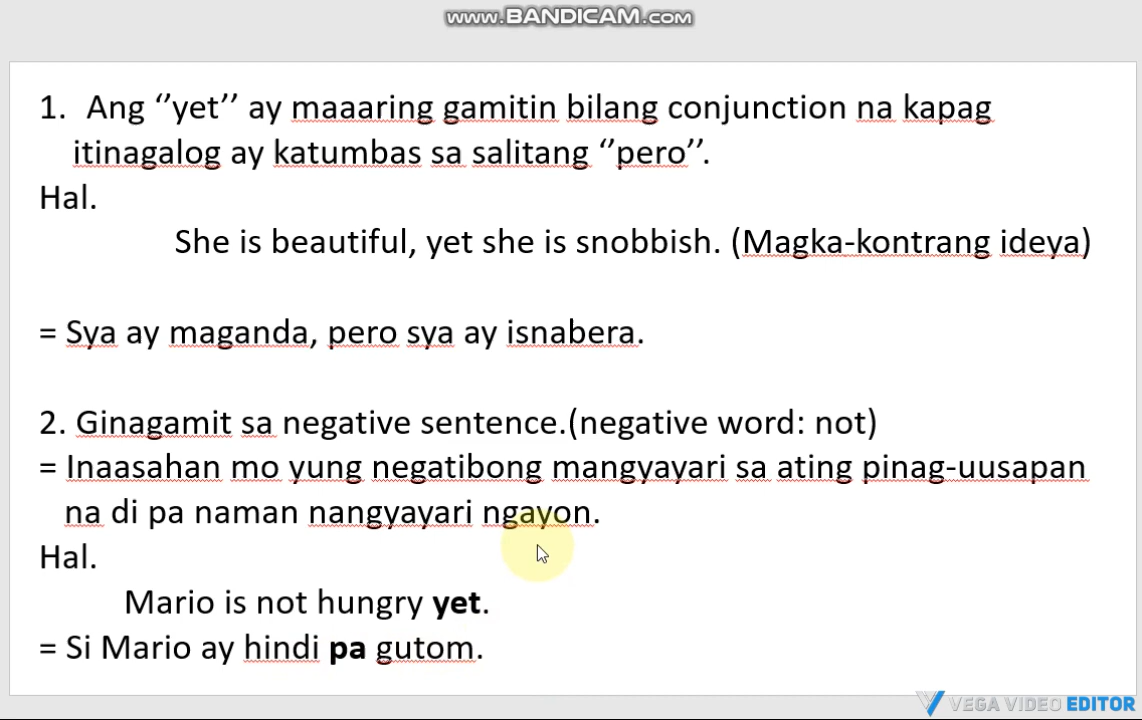 www.BANDICAM.com
1. Ang ‘’yet’’ ay maaaring gamitin bilang conjunction na kapag
itinagalog ay katumbas sa salitang ‘’pero’’.
Hal.
She is beautiful, yet she is snobbish. (Magka-kontrang ideya)
= Sya ay maganda, pero sya ay isnabera.
2. Ginagamit sa negative sentence.(negative word: not)
= Inaasahan mo yung negatibong mangyayari sa ating pinag-uusapan
na di pa naman nangyayari ngayon.
Hal.
Mario is not hungry yet.
= Si Mario ay hindi pa gutom.
VEGA VIDEO EDITOR